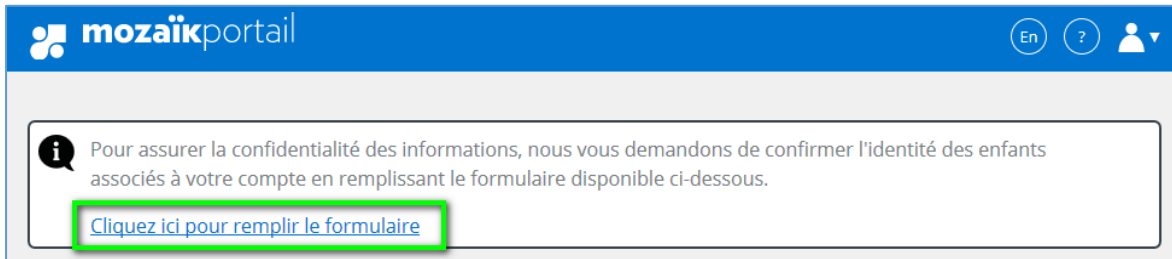 mozaïkportail
En ?
Pour assurer la confidentialité des informations, nous vous demandons de confirmer l'identité des enfants
associés à votre compte en remplissant le formulaire disponible ci-dessous.
Cliquez ici pour remplir le formulaire